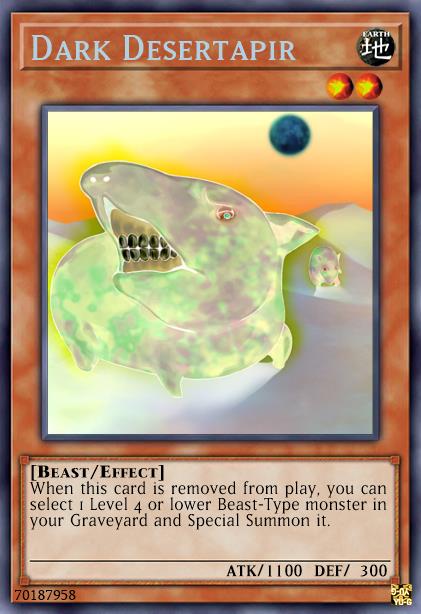 DARK DESERTAPIR
EARTH
地
[BEAST/EFFECT]
When this card is removed from play, you can
select 1 Level 4 or lower Beast-Type monster in
your Graveyard and Special Summon it.
ATK/1100 DEF/ 300
70187958